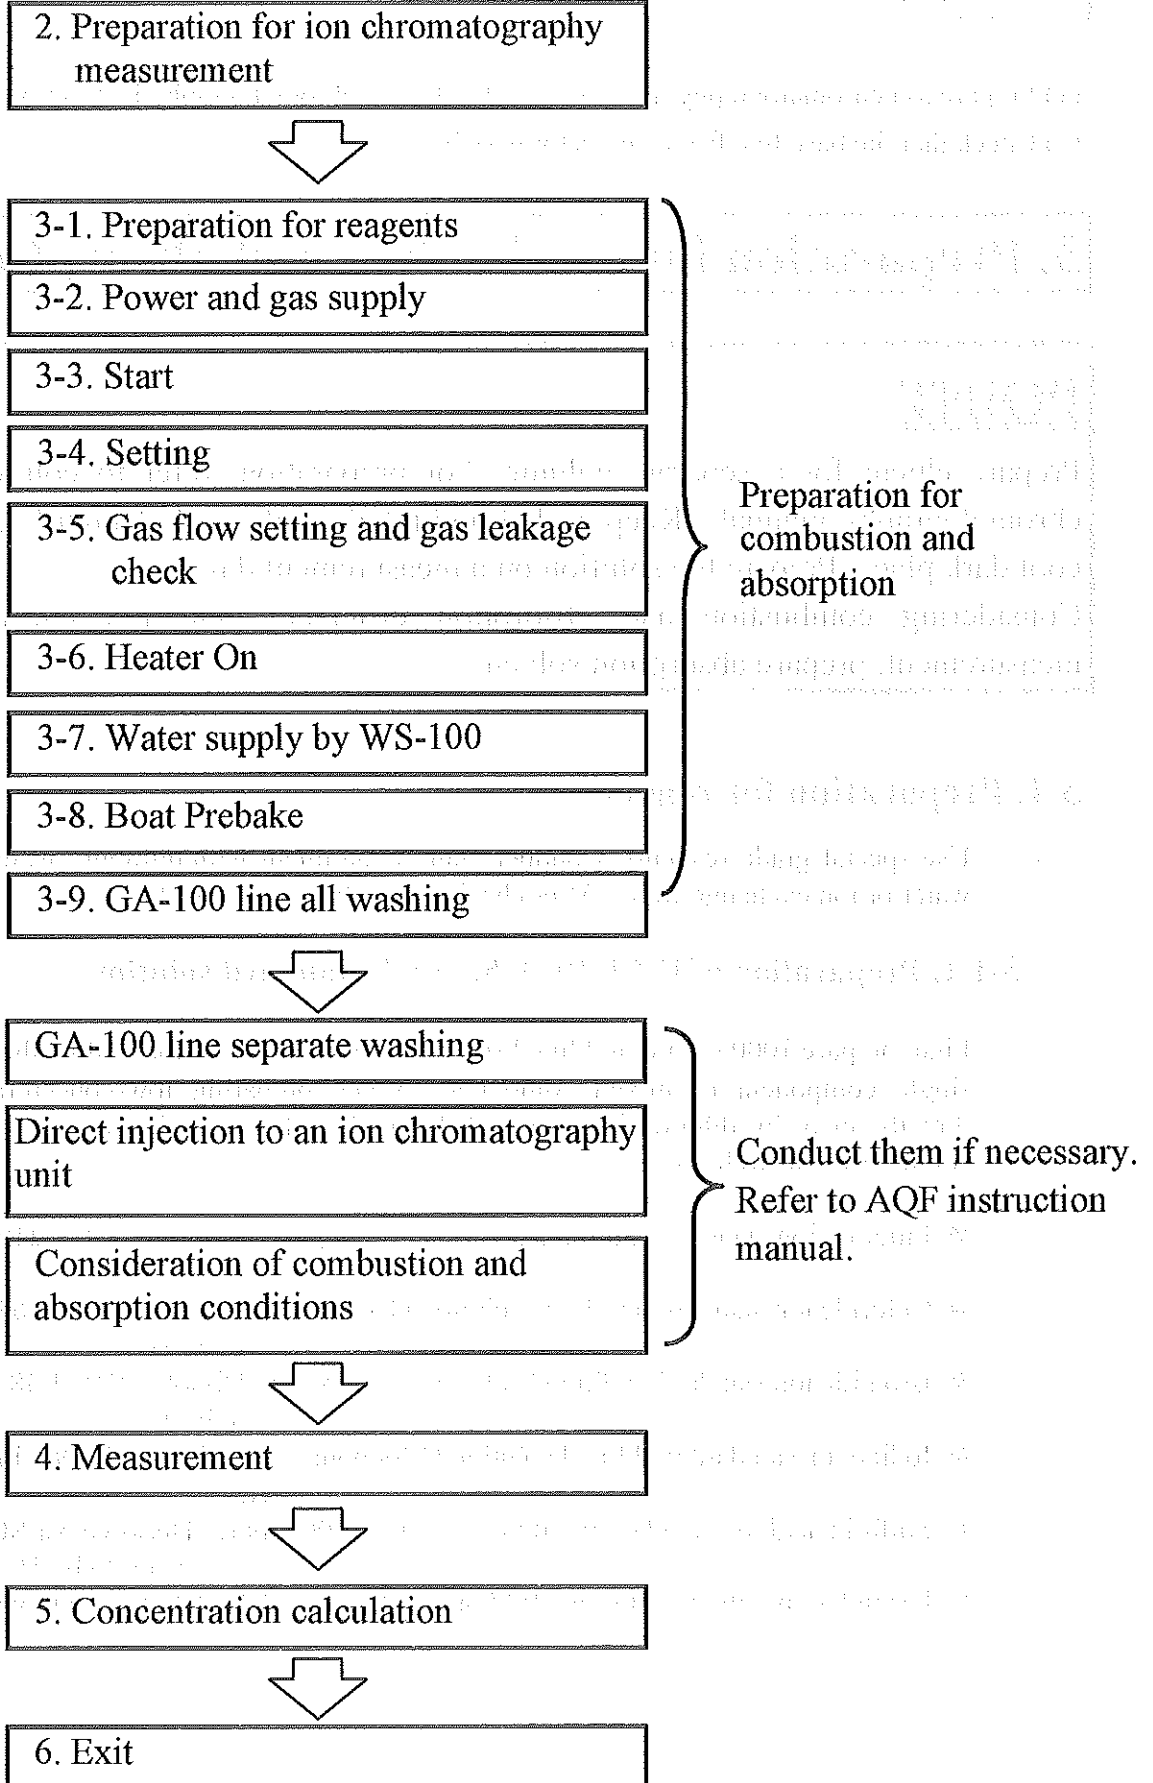 2. Preparation for ion chromatography
measurement
3-1. Preparation for reagents
3-2. Power and gas supply
3-3. Start
3-4. Setting
3-5. Gas flow setting and gas leakage
check
3-6. Heater On
3-7. Water supply by WS-100
3-8. Boat Prebake
3-9. GA-100 line all washing
Preparation for
combustion and
absorption
GA-100 line separate washing
Direct injection to an ion chromatography
unit
Consideration of combustion and
absorption conditions
Conduct them if necessary.
Refer to AQF instruction
manual.
4. Measurement
5. Concentration calculation
6. Exit